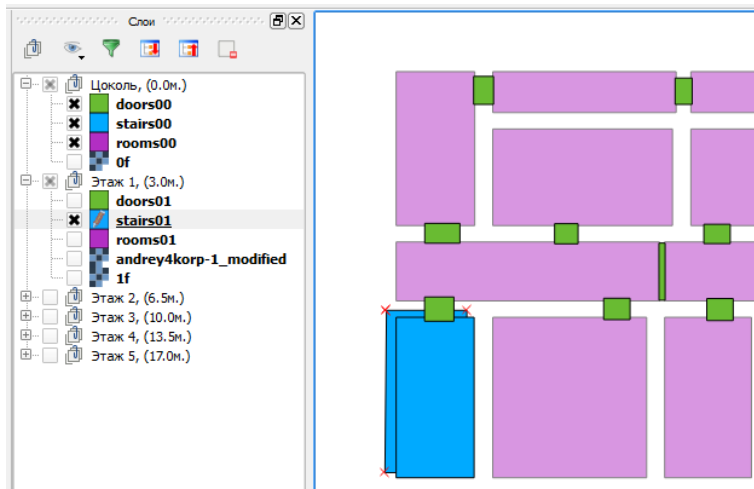 Слои
Цоколь, (0.0м.)
doors00
stairs00
rooms00
0f
Этаж 1, (3.0м.)
doors01
stairs01
rooms01
andrey4korp-1_modified
1f
Этаж 2, (6.5м.)
Этаж 3, (10.0м.)
Этаж 4, (13.5м.)
Этаж 5, (17.0м.)